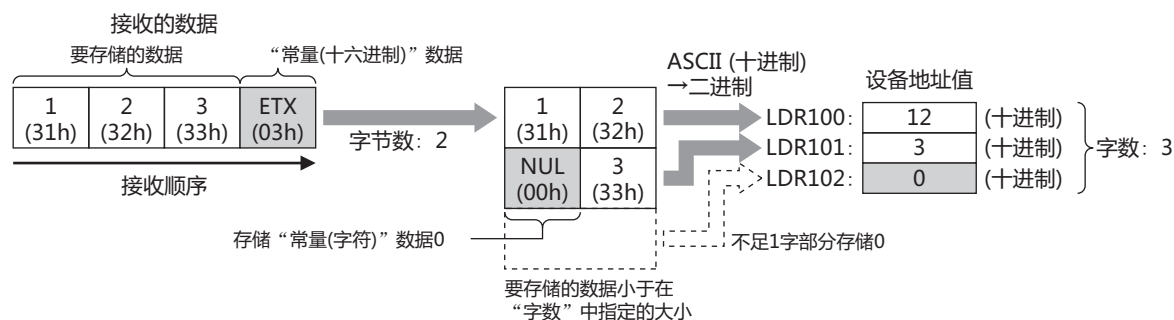 接收的数据
要存储的数据
“常量(十六进制)”数据
1
(31h)
2
(32h)
3
(33h)
ETX
(03h)
接收顺序
字节数：2
1
(31h)
2
(32h)
NUL
(00h)
3
(33h)
存储“常量(字符)”数据0
要存储的数据小于在
“字数”中指定的大小
ASCII (十进制)
→二进制
设备地址值
LDR100: 12 (十进制)
LDR101: 3 (十进制)
LDR102: 0 (十进制)
字数：3
不足1字部分存储0